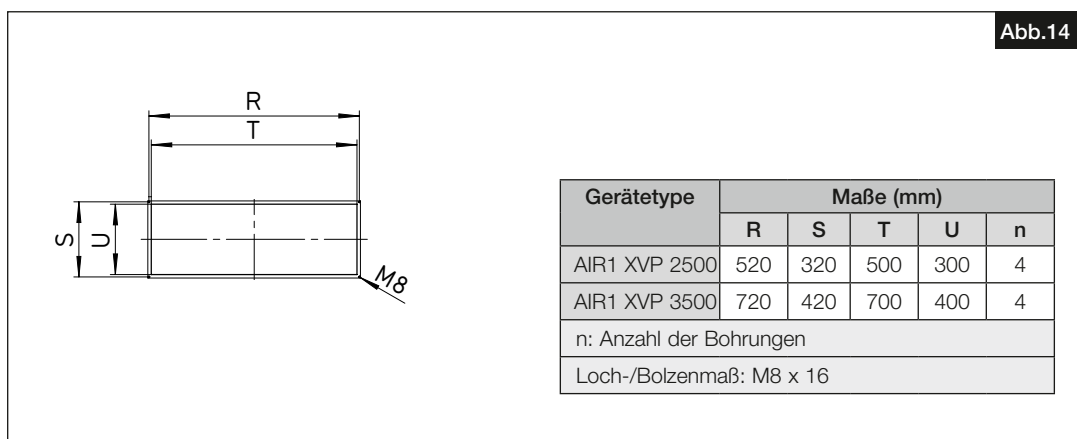 Abb.14
R
T
S
U
M8
Gerätetype Maße (mm)
R S T U n
AIR1 XVP 2500 520 320 500 300 4
AIR1 XVP 3500 720 420 700 400 4
n: Anzahl der Bohrungen
Loch-/Bolzenmaß: M8 x 16